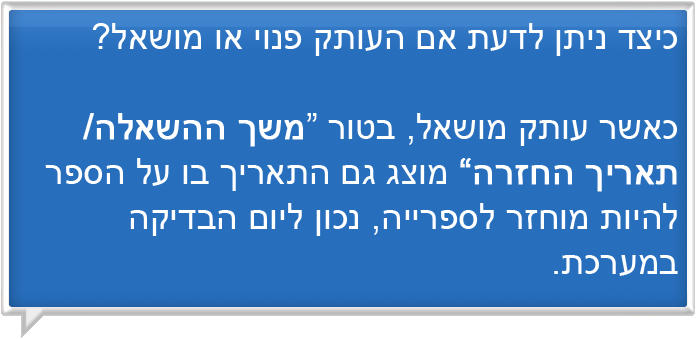 כיצד ניתן לדעת אם העותק פנוי או מושאל?
כאשר עותק מושאל, בטור ”משך ההשאלה/
תאריך החזרה“ מוצג גם התאריך בו על הספר
להיות מוחזר לספרייה, נכון ליום הבדיקה
במערכת.